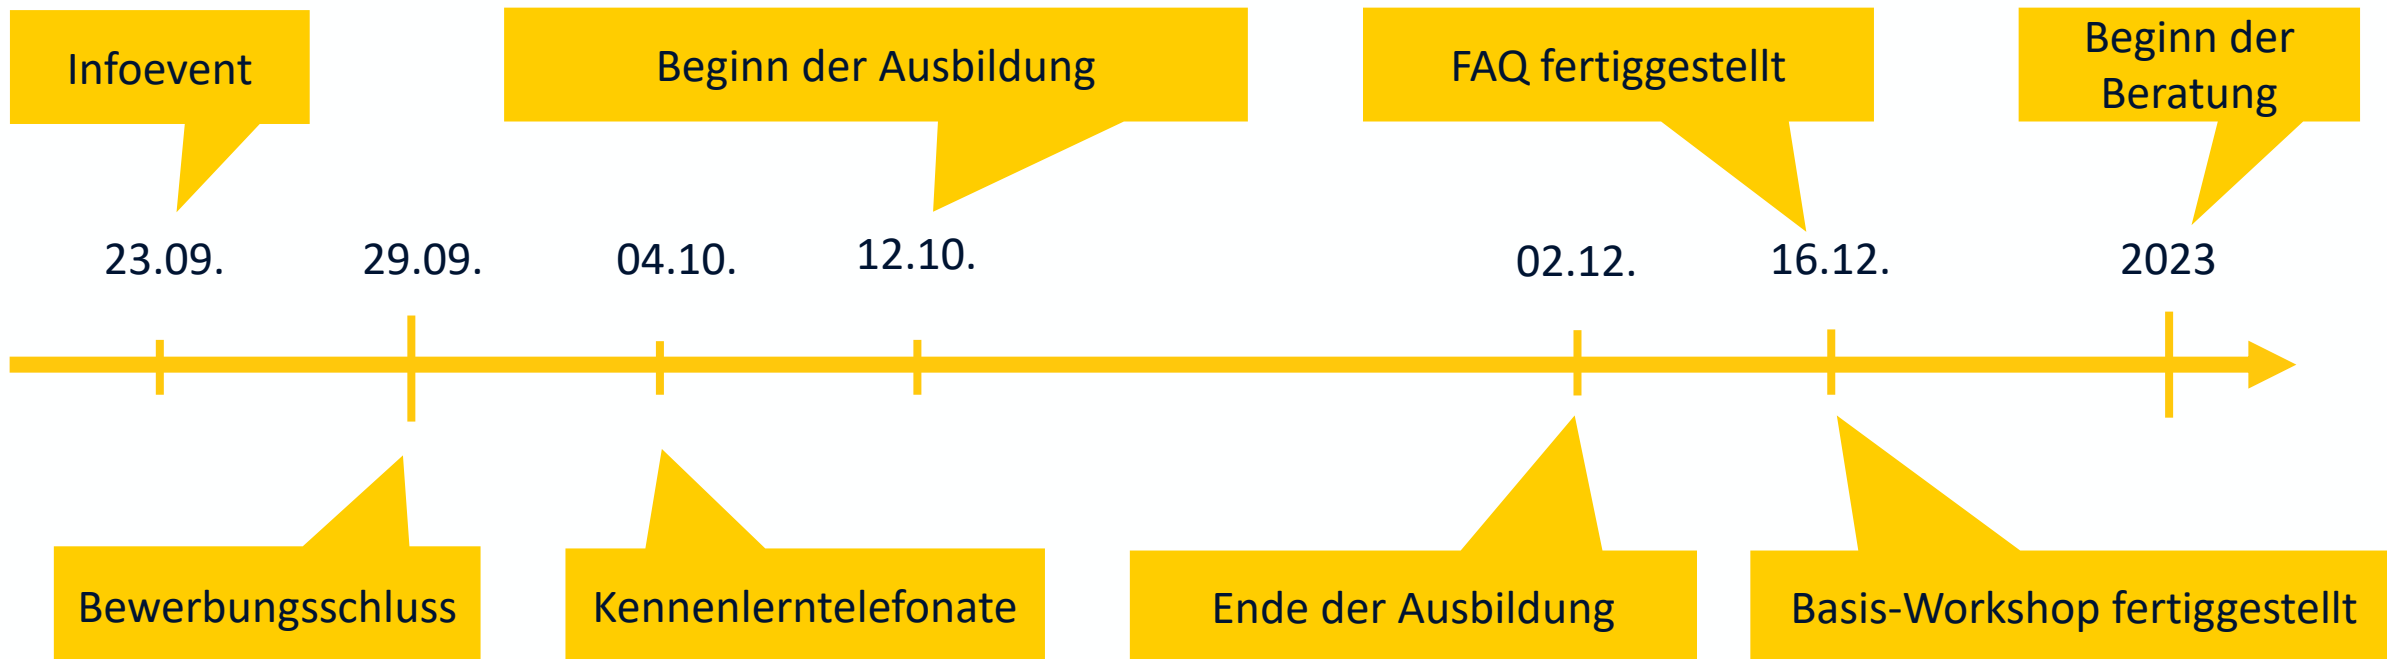 Infoevent
Beginn der Ausbildung
FAQ fertiggestellt
Beginn der
Beratung
23.09.
29.09.
04.10.
12.10.
02.12.
16.12.
2023
Bewerbungsschluss
Kennenlerntelefonate
Ende der Ausbildung
Basis-Workshop fertiggestellt